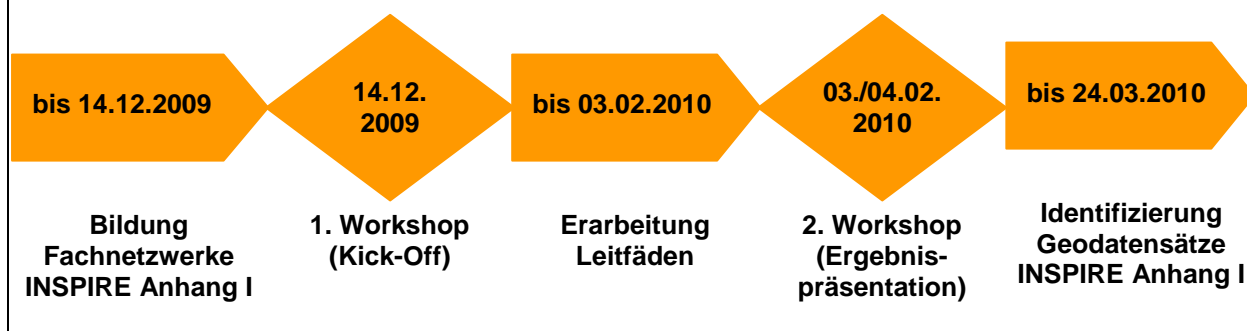 bis 14.12.2009
14.12.
2009
bis 03.02.2010
03./04.02.
2010
bis 24.03.2010
Bildung
Fachnetzwerke
INSPIRE Anhang I
1. Workshop
(Kick-Off)
Erarbeitung
Leitfäden
2. Workshop
(Ergebnis-
präsentation)
Identifizierung
Geodatensätze
INSPIRE Anhang I